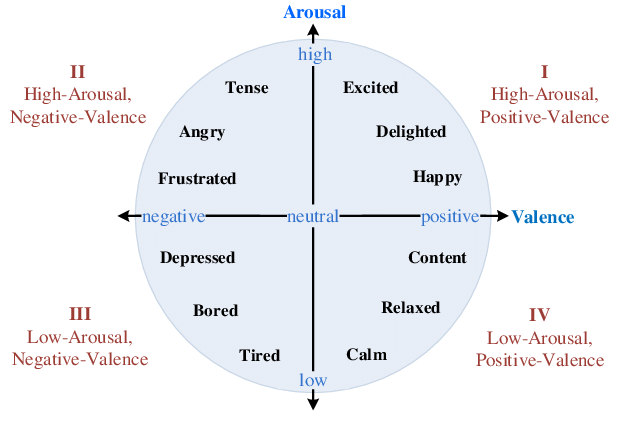 Arousal
high
II
High-Arousal,
Negative-Valence
I
High-Arousal,
Positive-Valence
Tense
Excited
Angry
Delighted
Frustrated
Happy
negative
neutral
positive
Valence
Depressed
Content
Bored
Relaxed
III
Low-Arousal,
Negative-Valence
IV
Low-Arousal,
Positive-Valence
Tired
Calm
low